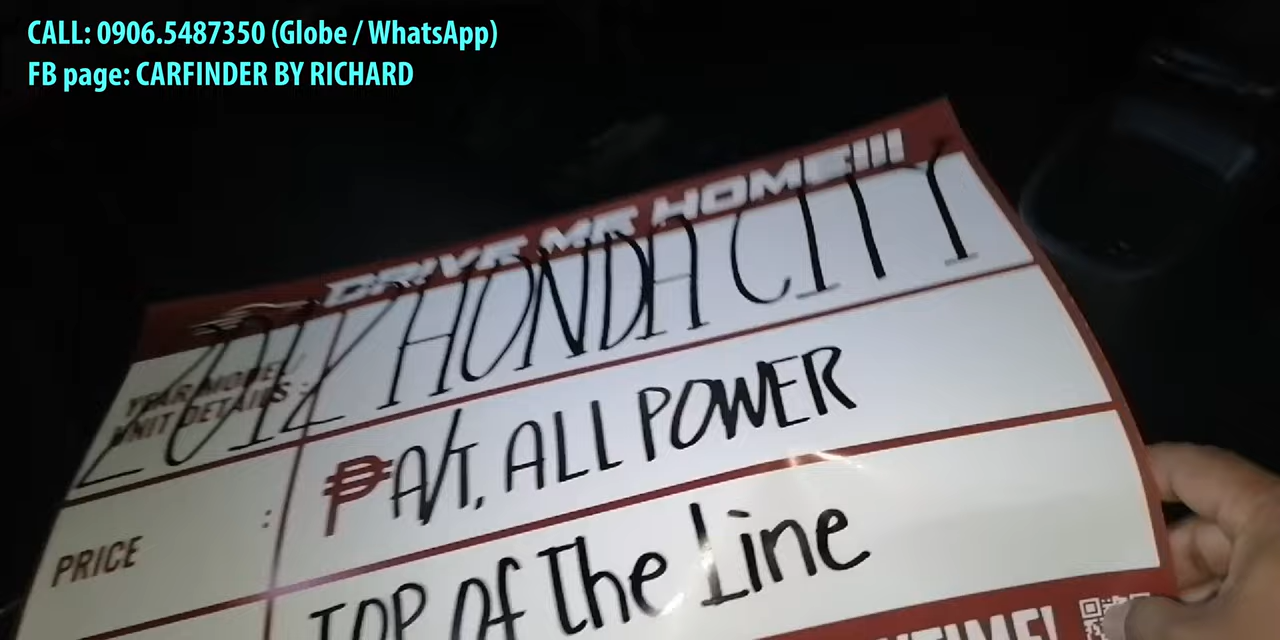 CALL: 0906.5487350 (Globe / WhatsApp)
FB page: CARFINDER BY RICHARD
DRIVE ME HOME!!!
YEAR MODEL/
UNIT DETAILS :
2012 HONDA CITY
PRICE :
₱ A/T, ALL POWER
TOP Of The Line